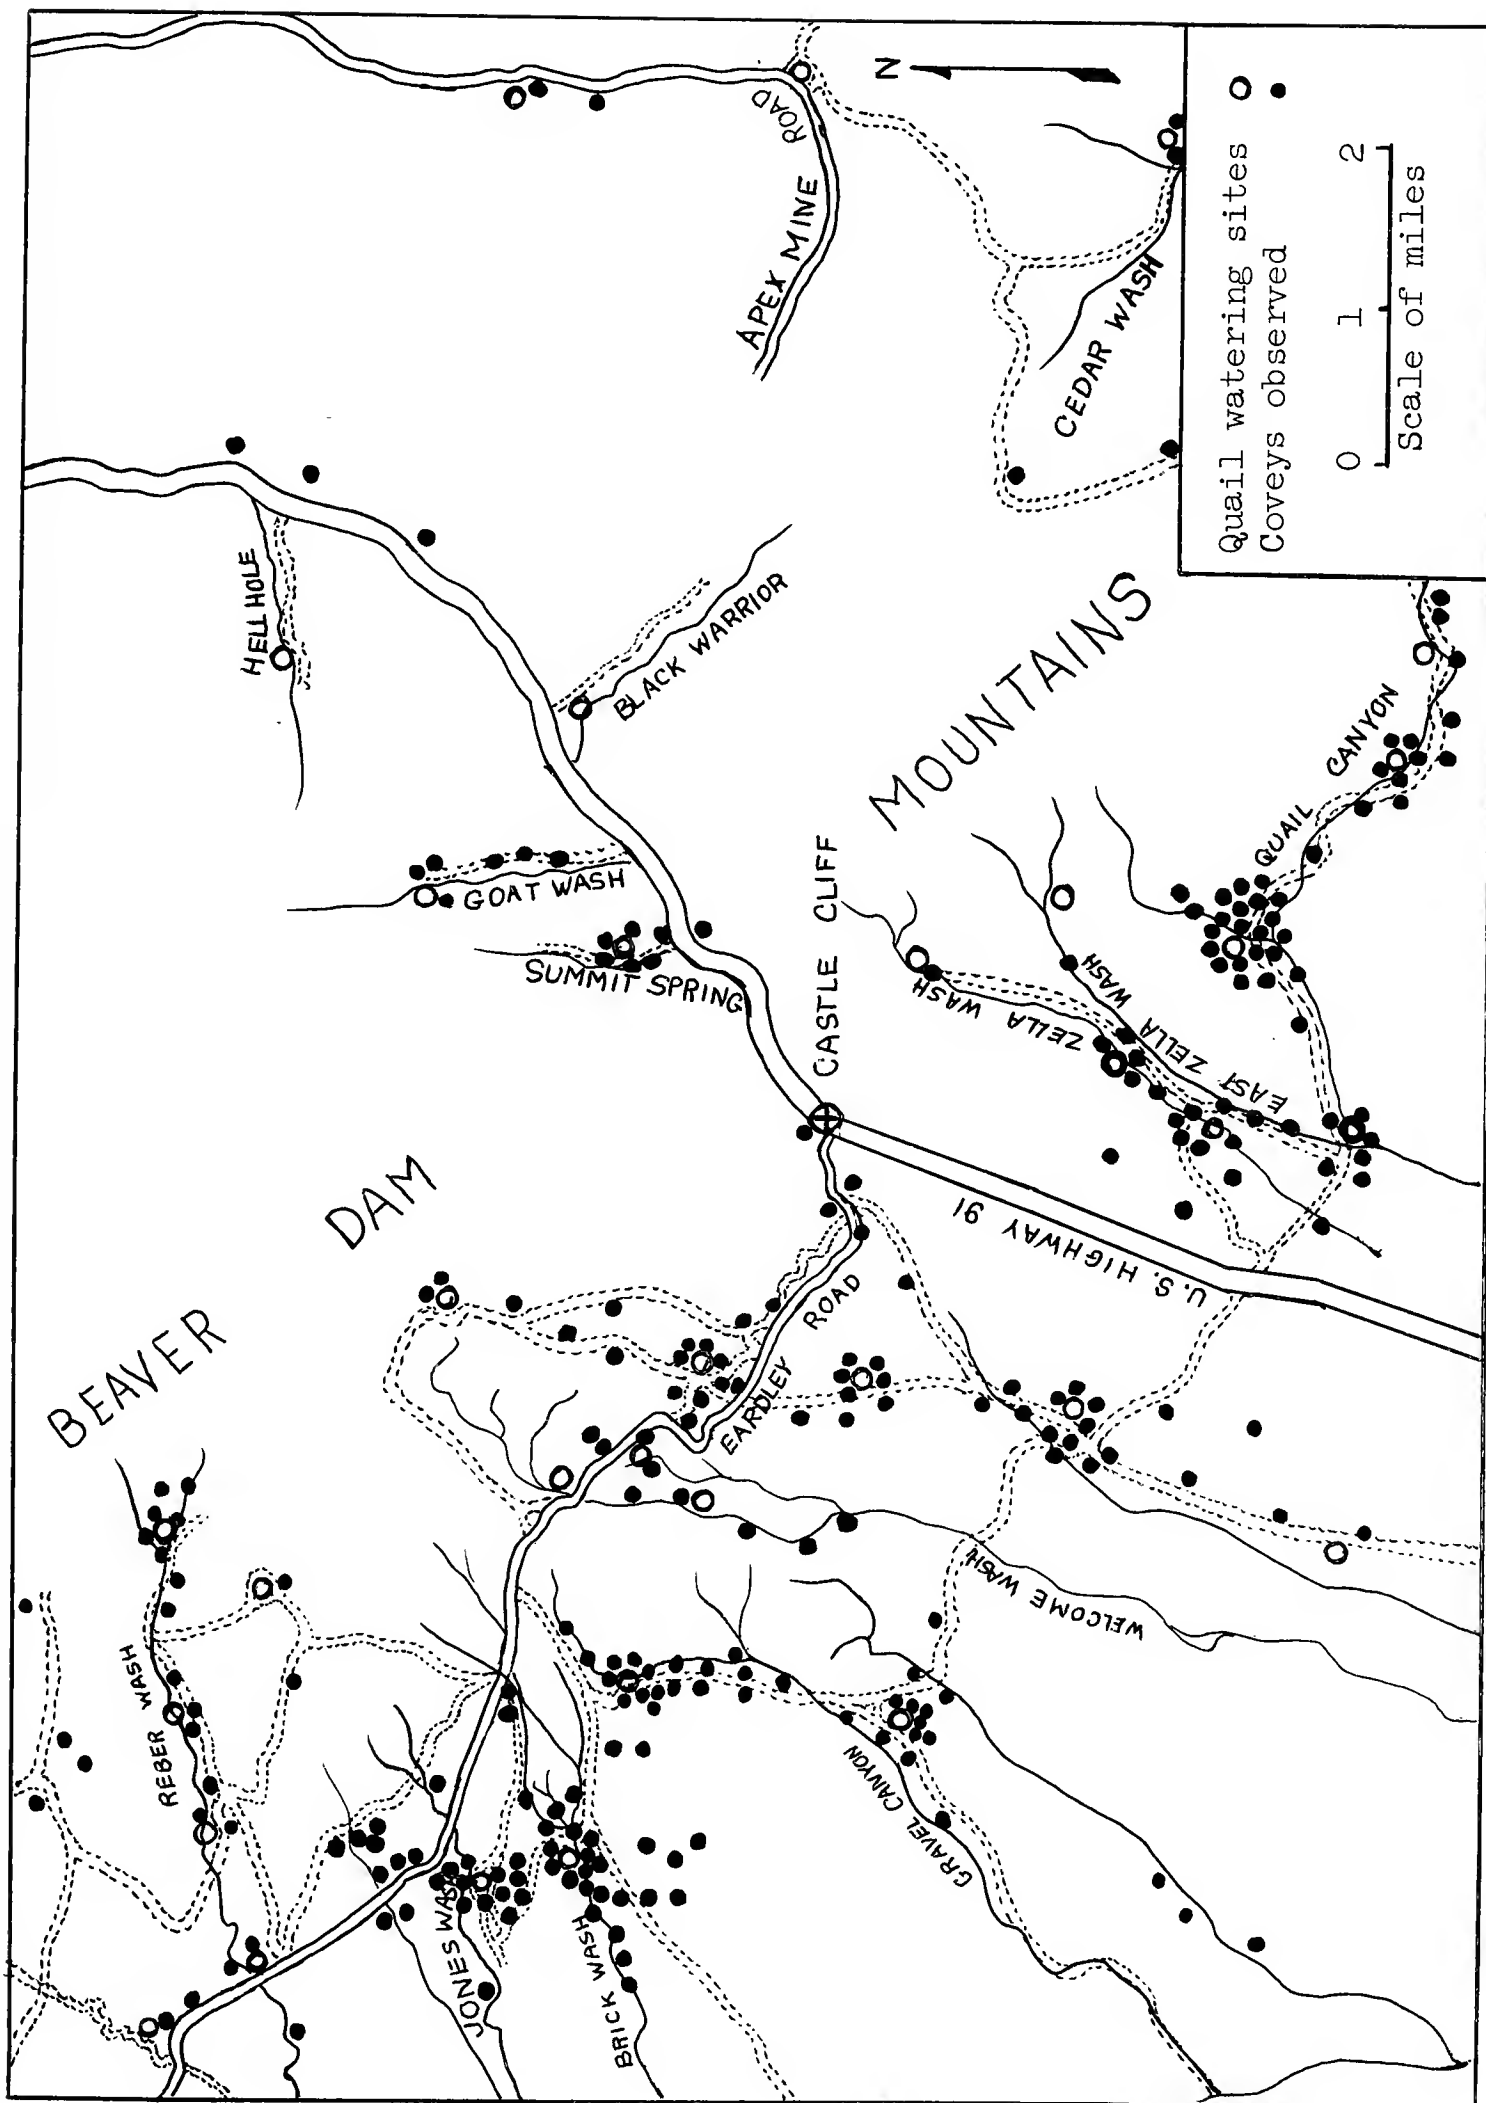 BEAVER
DAM
MOUNTAINS
REBER WASH
JONES WASH
BRICK WASH
GRAVEL CANYON
WELCOME WASH
EARDLEY
ROAD
U.S. HIGHWAY 91
CASTLE CLIFF
SUMMIT SPRING
GOAT WASH
HELL HOLE
BLACK WARRIOR
ZELLA WASH
EAST ZELLA WASH
QUAIL
CANYON
APEX MINE
ROAD
CEDAR WASH
N
Quail watering sites
Coveys observed
0 1 2
Scale of miles